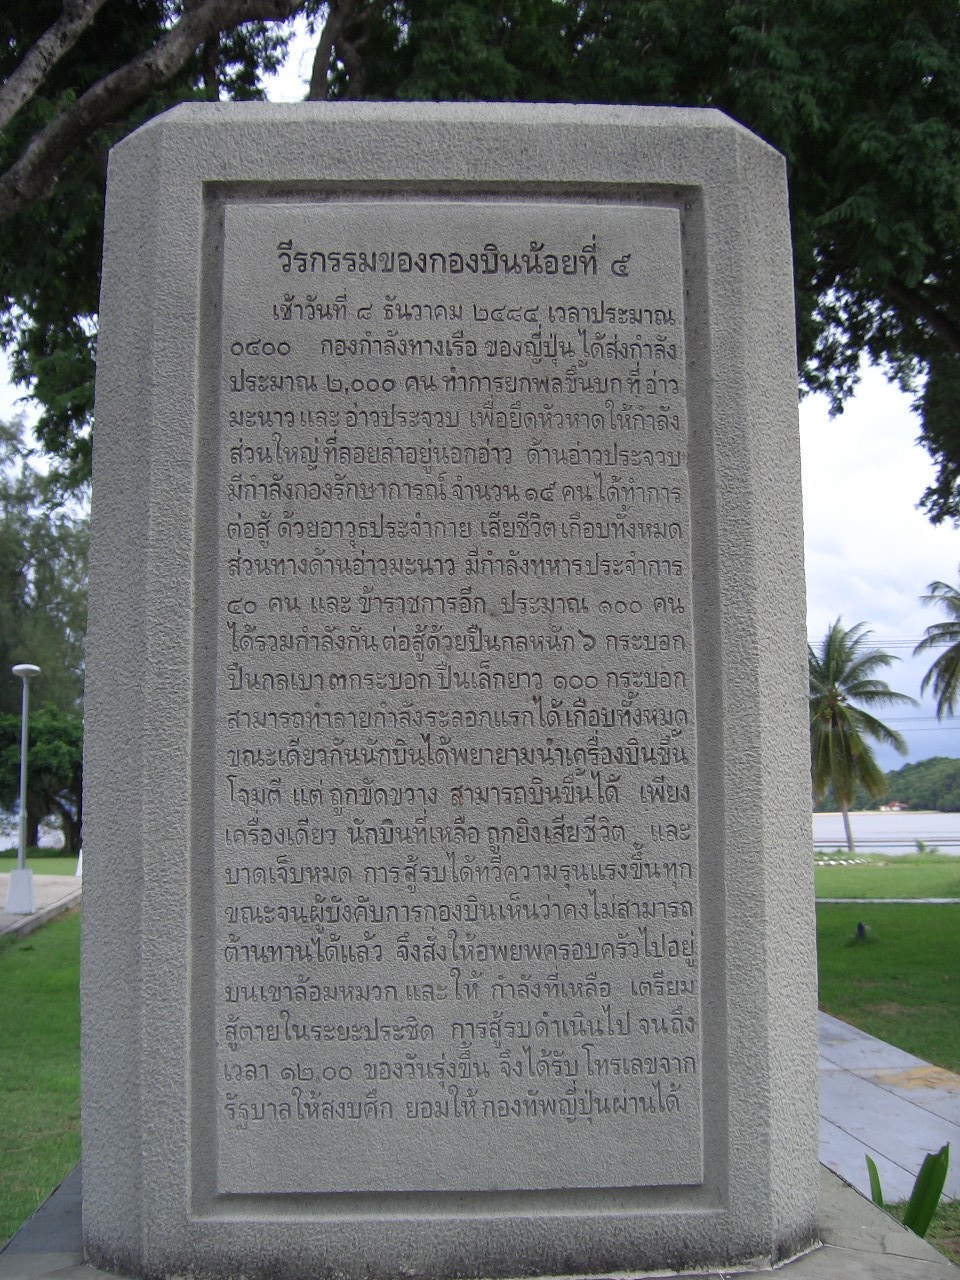 วีรกรรมของกองบินน้อยที่ ๕
เช้าวันที่ ๘ ธันวาคม ๒๔๘๔ เวลาประมาณ
๐๔๐๐ กองกำลังทางเรือ ของญี่ปุ่น ได้ส่งกำลัง
ประมาณ ๒,๐๐๐ คน ทำการยกพลขึ้นบก ที่ อ่าว
มะนาว และ อ่าวประจวบ เพื่อยึดหัวหาดให้กำลัง
ส่วนใหญ่ ที่ลอยลำอยู่นอกอ่าว ด้านอ่าวประจวบ
มีกำลังกองรักษาการณ์ จำนวน ๑๔ คน ได้ทำการ
ต่อสู้ ด้วยอาวุธประจำกาย เสียชีวิต เกือบทั้งหมด
ส่วนทางด้านอ่าวมะนาว มีกำลังทหารประจำการ
๔๐ คน และ ข้าราชการอีก ประมาณ ๑๐๐ คน
ได้รวมกำลังกัน ต่อสู้ด้วยปืนกลหนัก ๖ กระบอก
ปืนกลเบา ๓ กระบอก ปืนเล็กยาว ๑๐๐ กระบอก
สามารถทำลายกำลังระลอกแรกได้เกือบทั้งหมด
ขณะเดียวกันนักบินได้พยายามนำเครื่องบินขึ้น
โจมตี แต่ ถูกขัดขวาง สามารถบินขึ้นได้ เพียง
เครื่องเดียว นักบินที่เหลือ ถูกยิงเสียชีวิต และ
บาดเจ็บหมด การสู้รบได้ทวีความรุนแรงขึ้นทุก
ขณะจนผู้บังคับการกองบินเห็นว่าคงไม่สามารถ
ต้านทานได้แล้ว จึงสั่งให้อพยพครอบครัวไปอยู่
บนเขาล้อมหมวก และให้ กำลังที่เหลือ เตรียม
สู้ตายในระยะประชิด การสู้รบดำเนินไป จนถึง
เวลา ๑๒.๐๐ ของวันรุ่งขึ้น จึงได้รับ โทรเลขจาก
รัฐบาลให้สงบศึก ยอมให้ กองทัพญี่ปุ่นผานได้